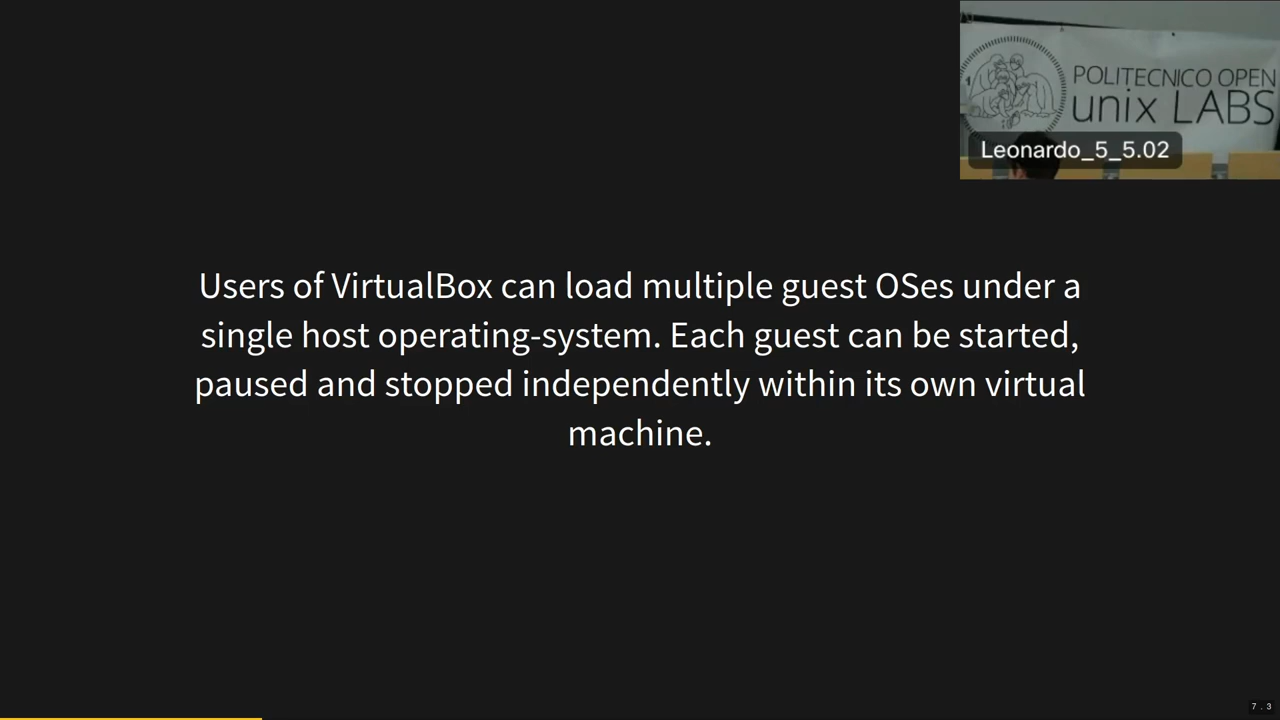 POLITECNICO OPEN
unix LABS
Leonardo_5_5.02
Users of VirtualBox can load multiple guest OSes under a
single host operating-system. Each guest can be started,
paused and stopped independently within its own virtual
machine.
7.3